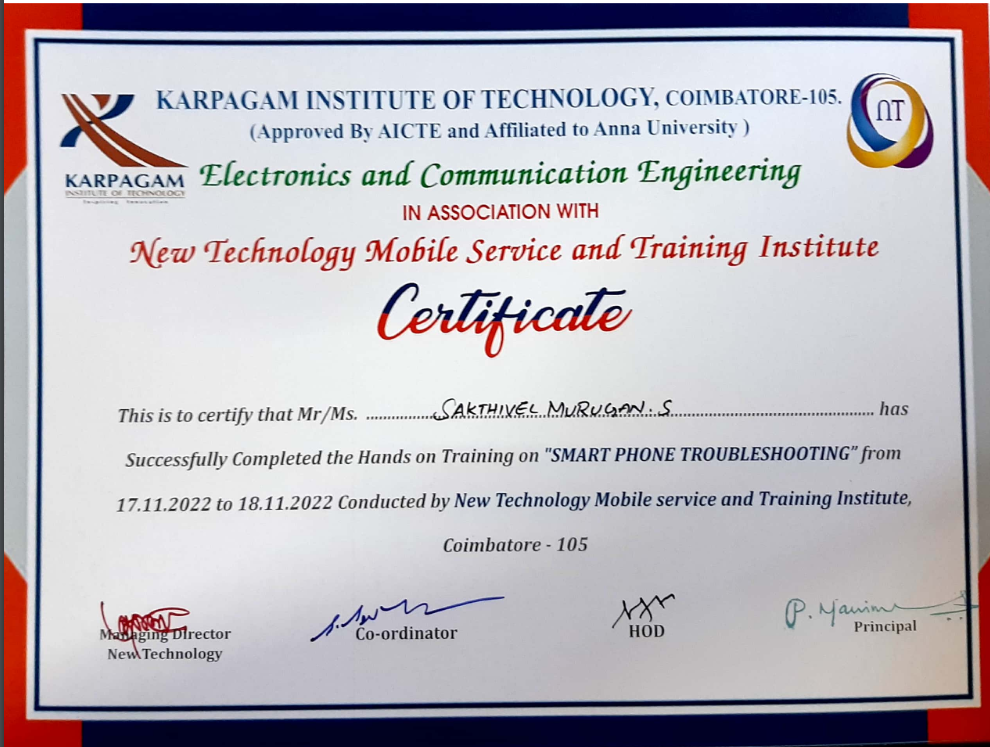 KARPAGAM INSTITUTE OF TECHNOLOGY, COIMBATORE-105.
(Approved By AICTE and Affiliated to Anna University )
NT
KARPAGAM
INSTITUTE OF TECHNOLOGY
Inspiring Innovation
Electronics and Communication Engineering
IN ASSOCIATION WITH
New Technology Mobile Service and Training Institute
Certificate
This is to certify that Mr/Ms. SAKTHIVEL MURUGAN. S has
Successfully Completed the Hands on Training on "SMART PHONE TROUBLESHOOTING" from
17.11.2022 to 18.11.2022 Conducted by New Technology Mobile service and Training Institute,
Coimbatore - 105
Managing Director
New Technology
Co-ordinator
HOD
Principal